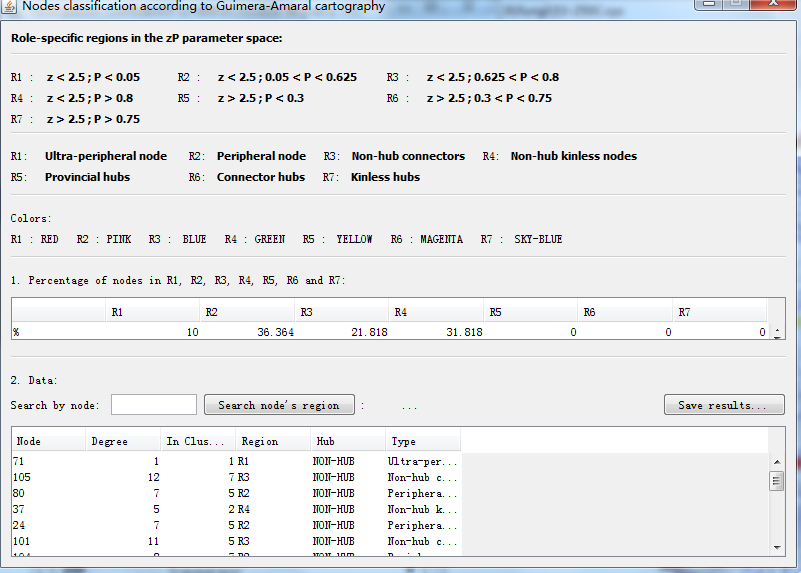 Nodes classification according to Guimera-Amaral cartography
Role-specific regions in the zP parameter space:
R1 : z < 2.5 ; P < 0.05 R2 : z < 2.5 ; 0.05 < P < 0.625 R3 : z < 2.5 ; 0.625 < P < 0.8
R4 : z < 2.5 ; P > 0.8 R5 : z > 2.5 ; P < 0.3 R6 : z > 2.5 ; 0.3 < P < 0.75
R7 : z > 2.5 ; P > 0.75
R1: Ultra-peripheral node R2: Peripheral node R3: Non-hub connectors R4: Non-hub kinless nodes
R5: Provincial hubs R6: Connector hubs R7: Kinless hubs
Colors:
R1 : RED R2 : PINK R3 : BLUE R4 : GREEN R5 : YELLOW R6 : MAGENTA R7 : SKY-BLUE
1. Percentage of nodes in R1, R2, R3, R4, R5, R6 and R7:
R1 R2 R3 R4 R5 R6 R7
% 10 36.364 21.818 31.818 0 0 0
2. Data:
Search by node: Search node's region : ... Save results...
Node Degree In Clus... Region Hub Type
71 1 1 R1 NON-HUB Ultra-per...
105 12 7 R3 NON-HUB Non-hub c...
80 7 5 R2 NON-HUB Periphera...
37 5 2 R4 NON-HUB Non-hub k...
24 7 5 R2 NON-HUB Periphera...
101 11 5 R3 NON-HUB Non-hub c...